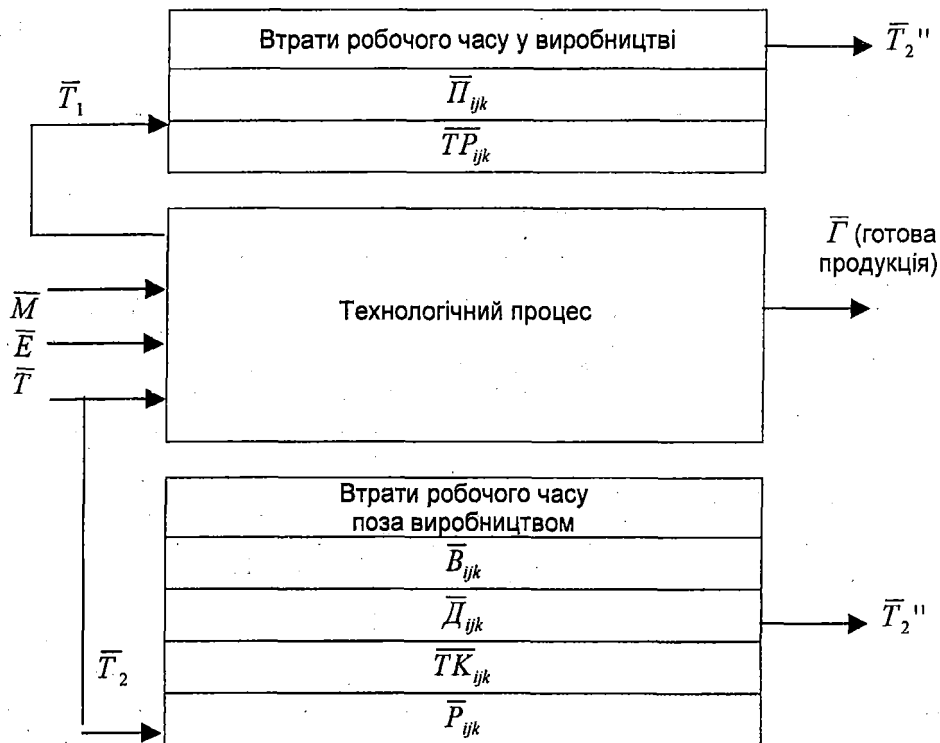 Втрати робочого часу у виробництві
T̅₂"
П̅ᵢⱼₖ
T̅₁
T̅P̅ᵢⱼₖ
Г̅ (готова
продукція)
Технологічний процес
M̅
E̅
T̅
Втрати робочого часу
поза виробництвом
B̅ᵢⱼₖ
Д̅ᵢⱼₖ
T̅₂"
T̅K̅ᵢⱼₖ
T̅₂
P̅ᵢⱼₖ